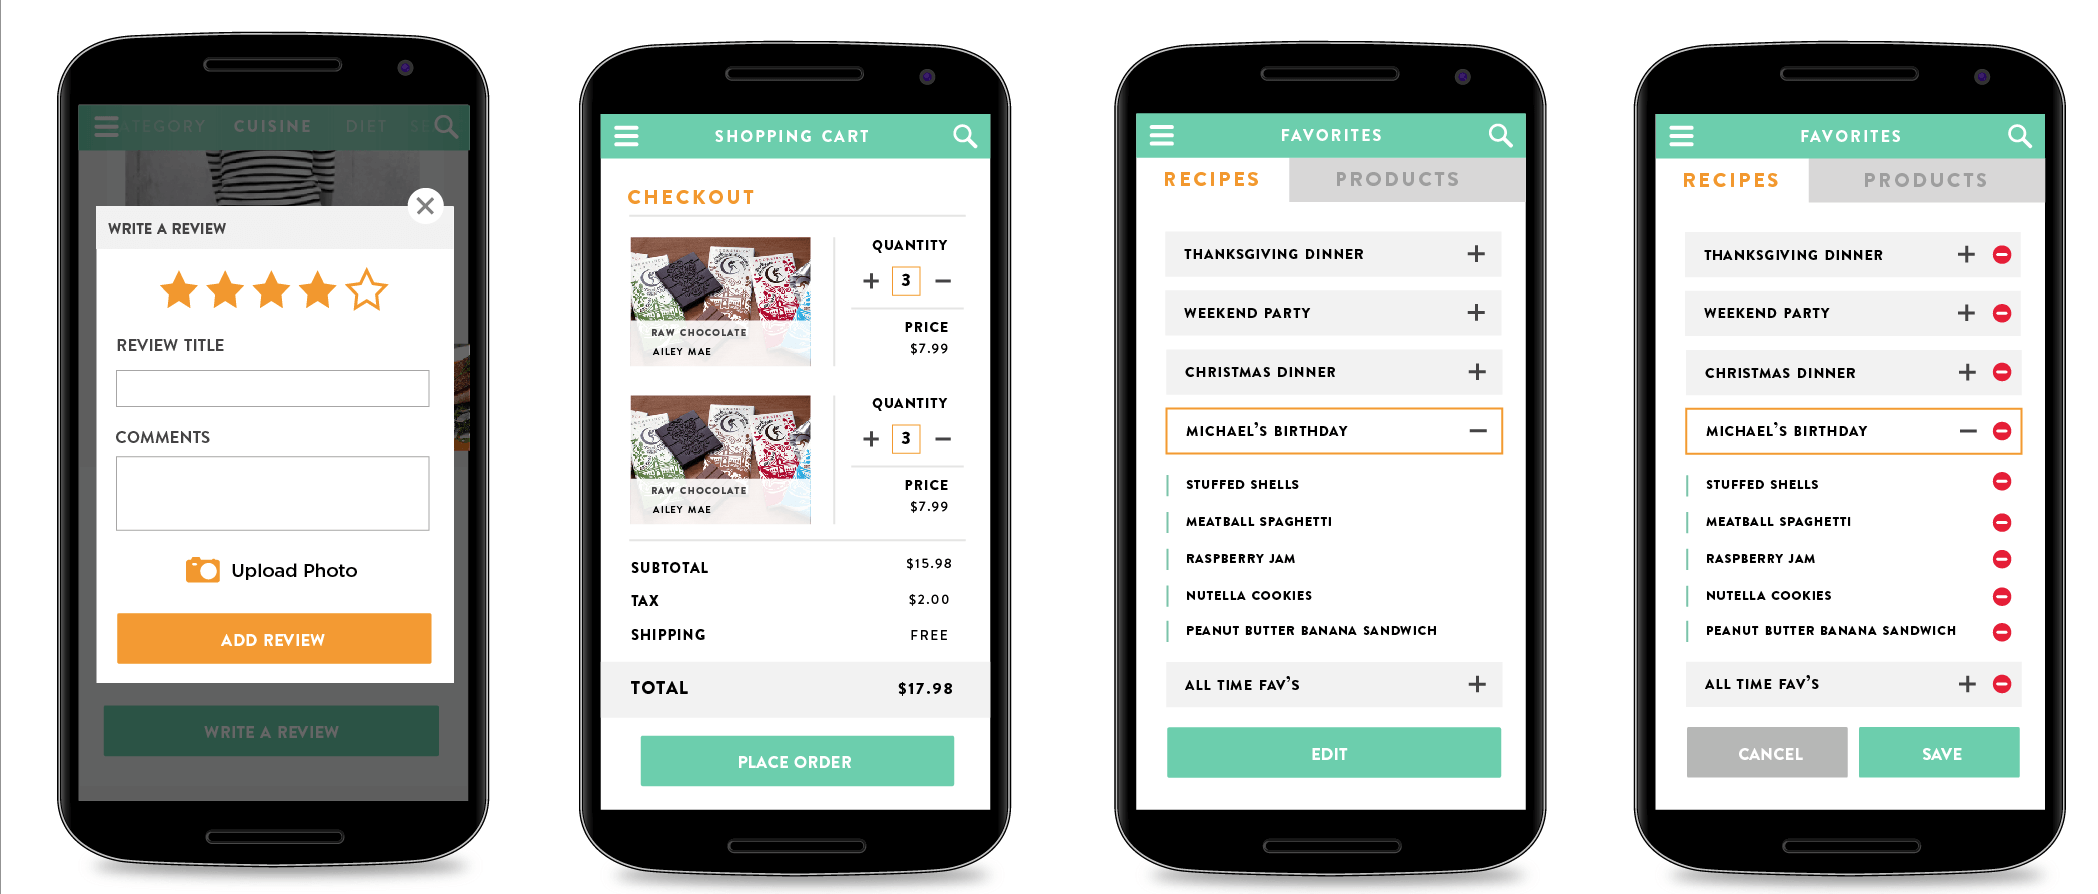 CATEGORY CUISINE DIET
WRITE A REVIEW
REVIEW TITLE
COMMENTS
Upload Photo
ADD REVIEW
WRITE A REVIEW
SHOPPING CART
CHECKOUT
QUANTITY
3
PRICE
$7.99
RAW CHOCOLATE
AILEY MAE
QUANTITY
3
PRICE
$7.99
RAW CHOCOLATE
AILEY MAE
SUBTOTAL $15.98
TAX $2.00
SHIPPING FREE
TOTAL $17.98
PLACE ORDER
FAVORITES
RECIPES PRODUCTS
THANKSGIVING DINNER
WEEKEND PARTY
CHRISTMAS DINNER
MICHAEL’S BIRTHDAY
STUFFED SHELLS
MEATBALL SPAGHETTI
RASPBERRY JAM
NUTELLA COOKIES
PEANUT BUTTER BANANA SANDWICH
ALL TIME FAV’S
EDIT
FAVORITES
RECIPES PRODUCTS
THANKSGIVING DINNER
WEEKEND PARTY
CHRISTMAS DINNER
MICHAEL’S BIRTHDAY
STUFFED SHELLS
MEATBALL SPAGHETTI
RASPBERRY JAM
NUTELLA COOKIES
PEANUT BUTTER BANANA SANDWICH
ALL TIME FAV’S
CANCEL SAVE